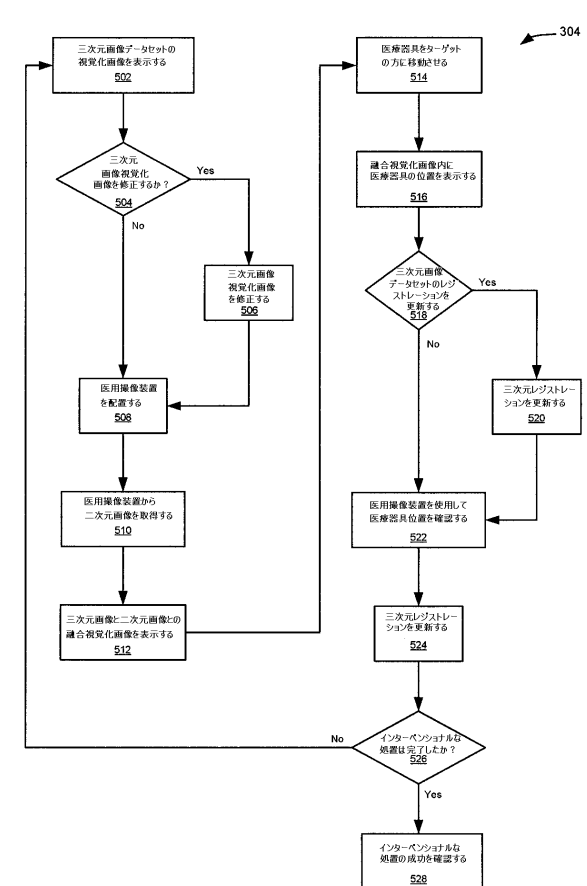 304
三次元画像データセットの
視覚化画像を表示する
502
三次元
画像視覚化
画像を修正するか？
504
Yes
No
三次元画像
視覚化画像
を修正する
506
医用撮像装置
を配置する
508
医用撮像装置から
二次元画像を取得する
510
三次元画像と二次元画像との
融合視覚化画像を表示する
512
医療器具をターゲット
の方に移動させる
514
融合視覚化画像内に
医療器具の位置を表示する
516
三次元画像
データセットのレジ
ストレーションを
更新する
518
Yes
No
三次元レジストレー
ションを更新する
520
医用撮像装置を使用して
医療器具位置を確認する
522
三次元レジストレー
ションを更新する
524
インターベンショナルな
処置は完了したか？
526
No
Yes
インターベンショナルな
処置の成功を確認する
528